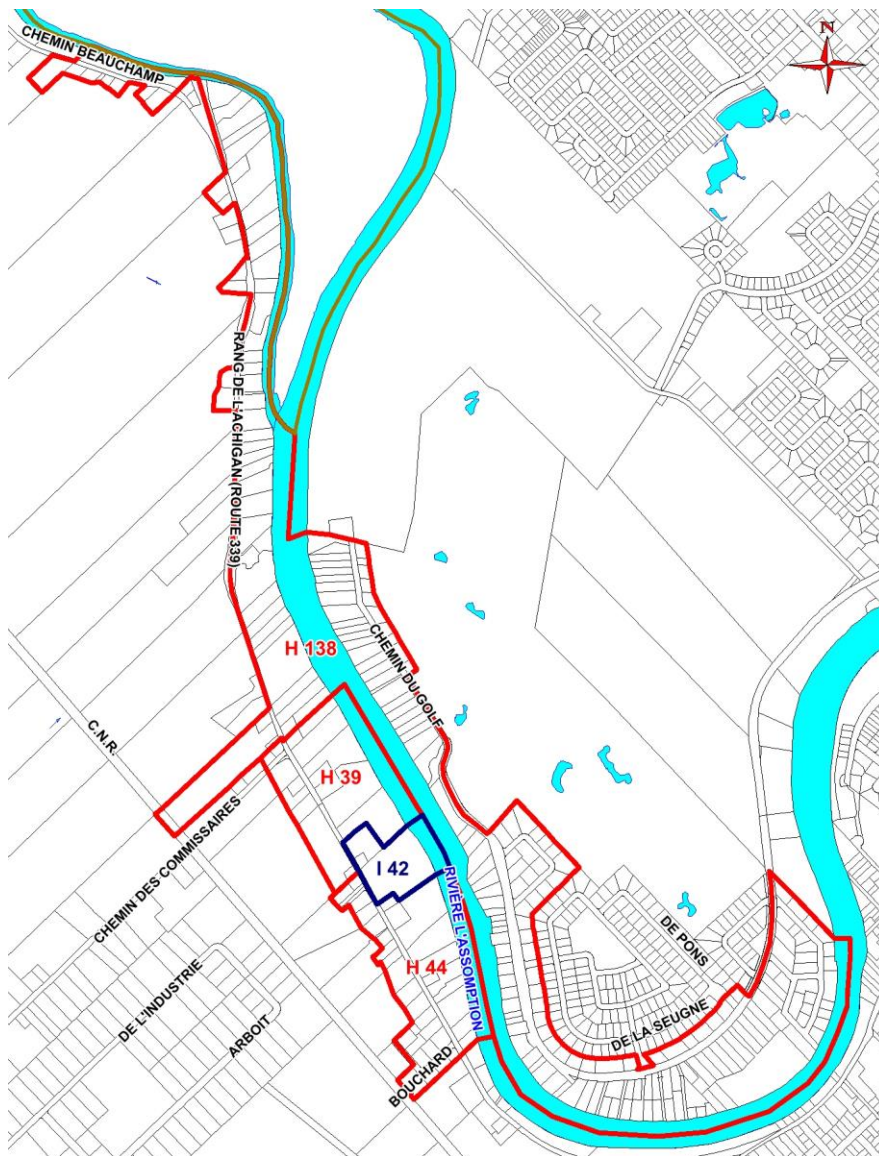 CHEMIN BEAUCHAMP
N
RANG DE L'ACHIGAN (ROUTE 339)
H 138
CHEMIN DU GOLF
C.N.R.
H 39
CHEMIN DES COMMISSAIRES
I 42
RIVIÈRE L'ASSOMPTION
DE PONS
H 44
DE L'INDUSTRIE
ARBOIT
DE LA SEUGNE
BOUCHARD